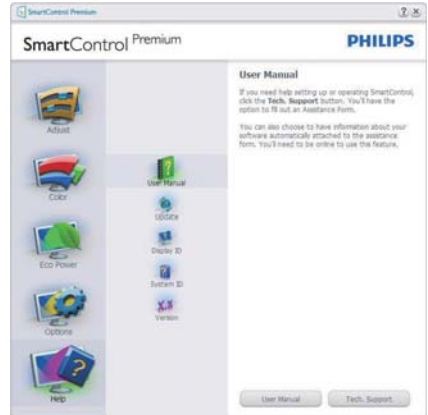 SmartControl Premium
SmartControl Premium
PHILIPS
Adjust
Color
Eco Power
Options
Help
User Manual
Update
Display ID
System ID
Version
User Manual
If you need help setting up or operating SmartControl,
click the Tech. Support button. You'll have the
option to fill out an Assistance Form.
You can also choose to have information about your
software automatically attached to the assistance
form. You'll need to be online to use this feature.
User Manual
Tech. Support